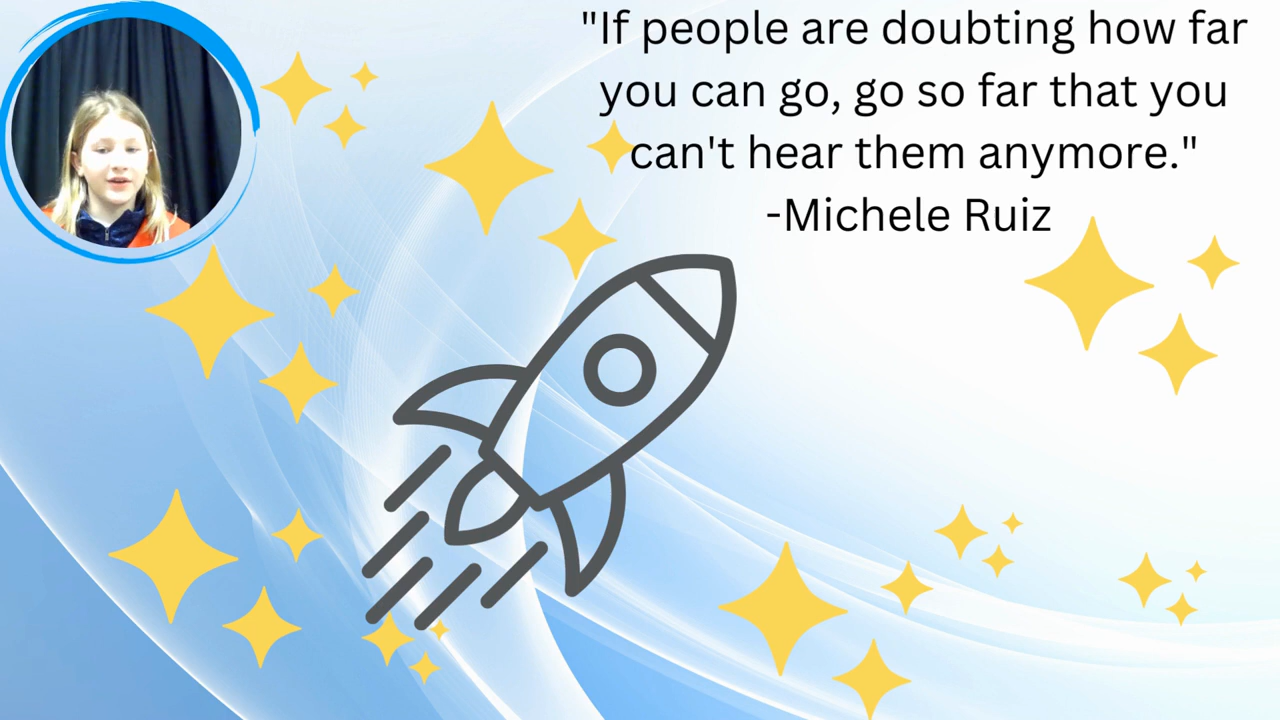 "If people are doubting how far
you can go, go so far that you
can't hear them anymore."
-Michele Ruiz